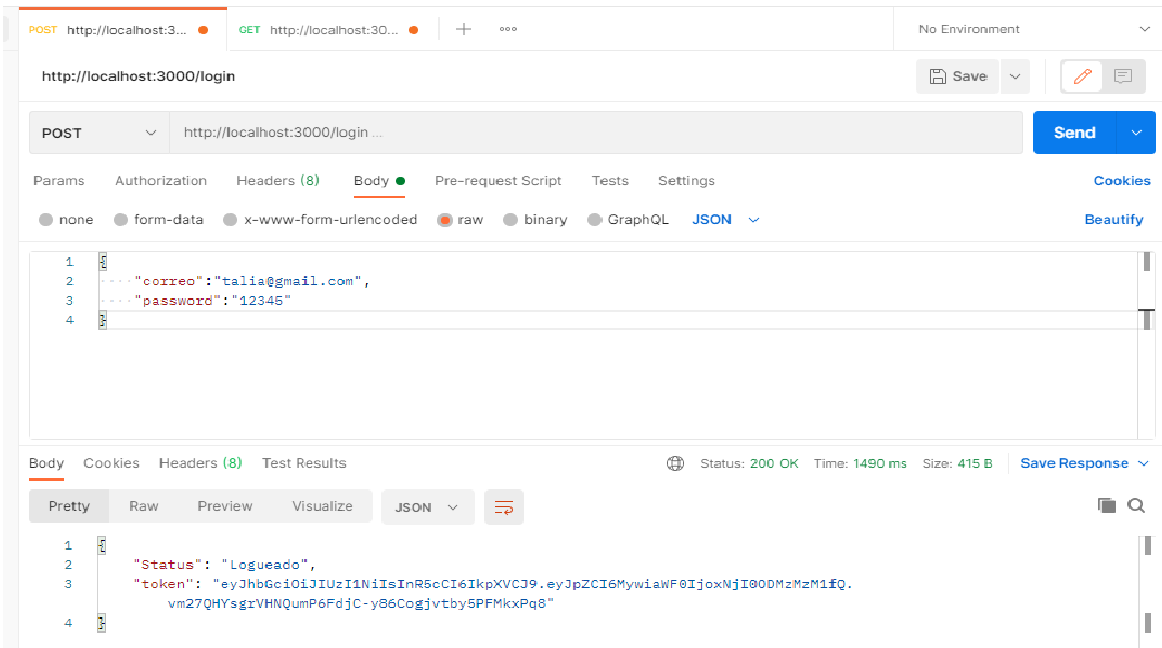 POST http://localhost:3... GET http://localhost:30... ooo No Environment
http://localhost:3000/login Save
POST http://localhost:3000/login ... Send
Params Authorization Headers (8) Body Pre-request Script Tests Settings Cookies
none form-data x-www-form-urlencoded raw binary GraphQL JSON Beautify
1 {
2 "correo":"talia@gmail.com",
3 "password":"12345"
4 }
Body Cookies Headers (8) Test Results Status: 200 OK Time: 1490 ms Size: 415 B Save Response
Pretty Raw Preview Visualize JSON
1 {
2 "Status": "Logueado",
3 "token": "eyJhbGciOiJIUzI1NiIsInR5cCI6IkpXVCJ9.
4 }